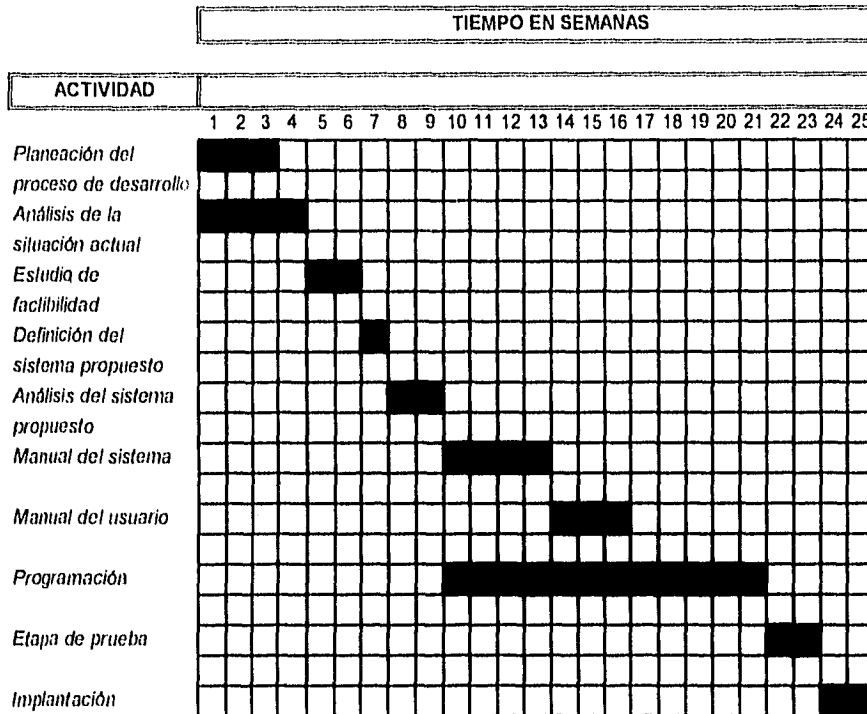 TIEMPO EN SEMANAS
ACTIVIDAD
1 2 3 4 5 6 7 8 9 10 11 12 13 14 15 16 17 18 19 20 21 22 23 24 25
Planeación del
proceso de desarrollo
Análisis de la
situación actual
Estudio de
factibilidad
Definición del
sistema propuesto
Análisis del sistema
propuesto
Manual del sistema
Manual del usuario
Programación
Etapa de prueba
Implantación